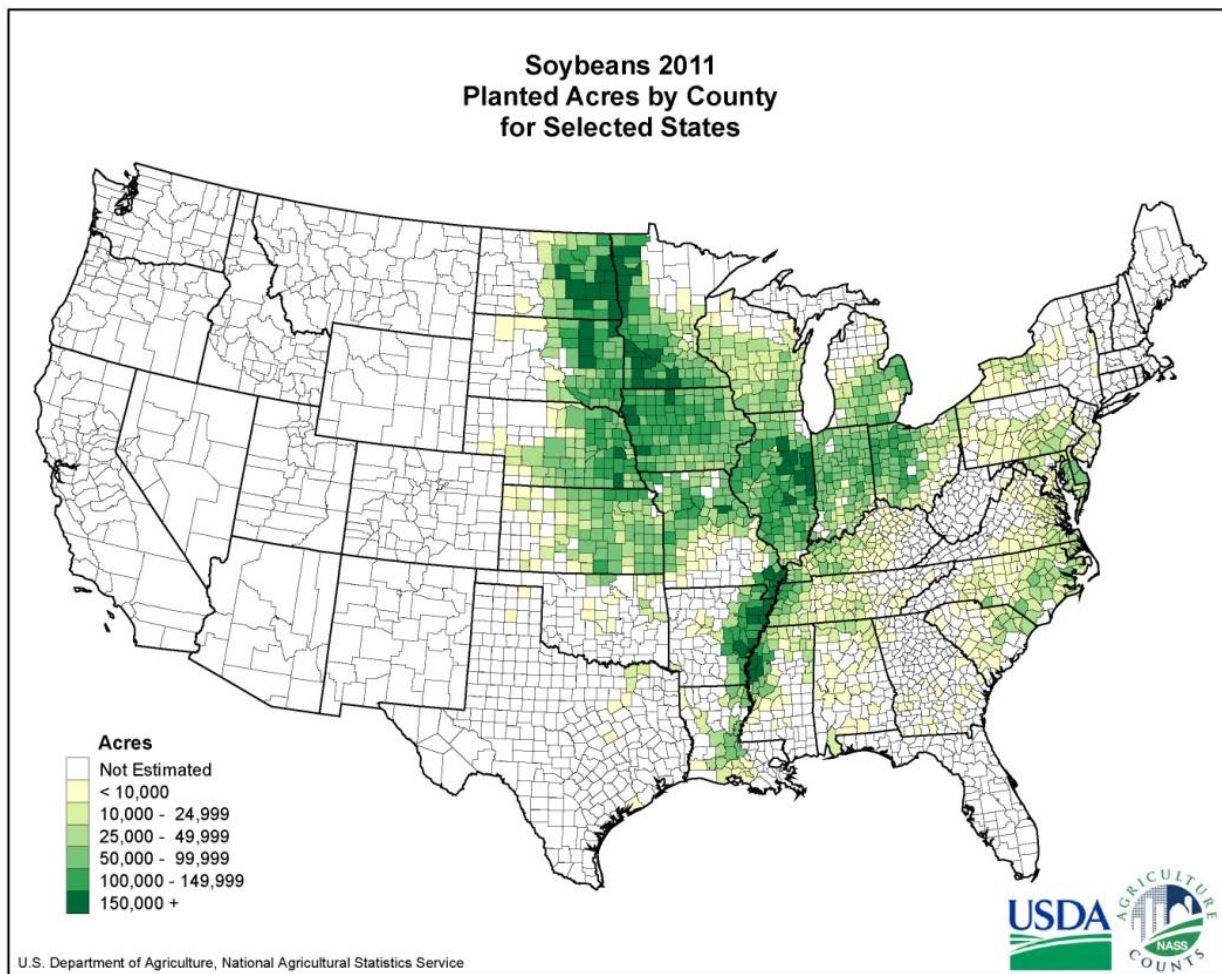 Soybeans 2011
Planted Acres by County
for Selected States
Acres
Not Estimated
< 10,000
10,000 - 24,999
25,000 - 49,999
50,000 - 99,999
100,000 - 149,999
150,000 +
USDA
AGRICULTURE
NASS
COUNTS
U.S. Department of Agriculture, National Agricultural Statistics Service